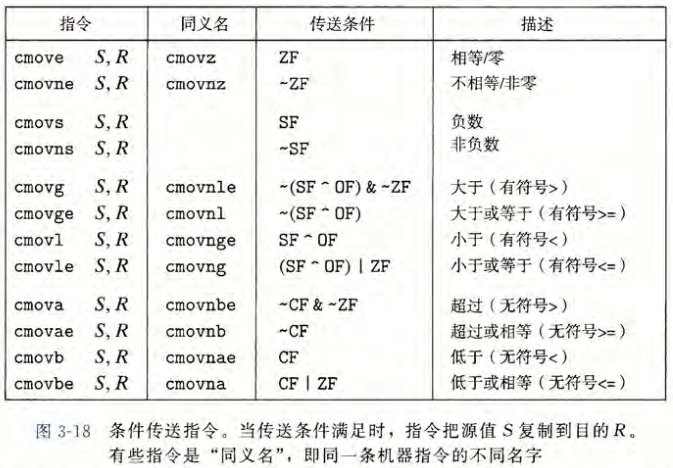 指令 同义名 传送条件 描述
cmove S, R cmovz ZF 相等/零
cmovne S, R cmovnz ~ZF 不相等/非零
cmovs S, R SF 负数
cmovns S, R ~SF 非负数
cmovg S, R cmovnle ~(SF ^ OF) & ~ZF 大于（有符号>）
cmovge S, R cmovnl ~(SF ^ OF) 大于或等于（有符号>=）
cmovl S, R cmovnge SF ^ OF 小于（有符号<）
cmovle S, R cmovng (SF ^ OF) | ZF 小于或等于（有符号<=）
cmova S, R cmovnbe ~CF & ~ZF 超过（无符号>）
cmovae S, R cmovnb ~CF 超过或相等（无符号>=）
cmovb S, R cmovnae CF 低于（无符号<）
cmovbe S, R cmovna CF | ZF 低于或相等（无符号<=）
图 3-18 条件传送指令。当传送条件满足时，指令把源值 S 复制到目的 R。
有些指令是“同义名”，即同一条机器指令的不同名字